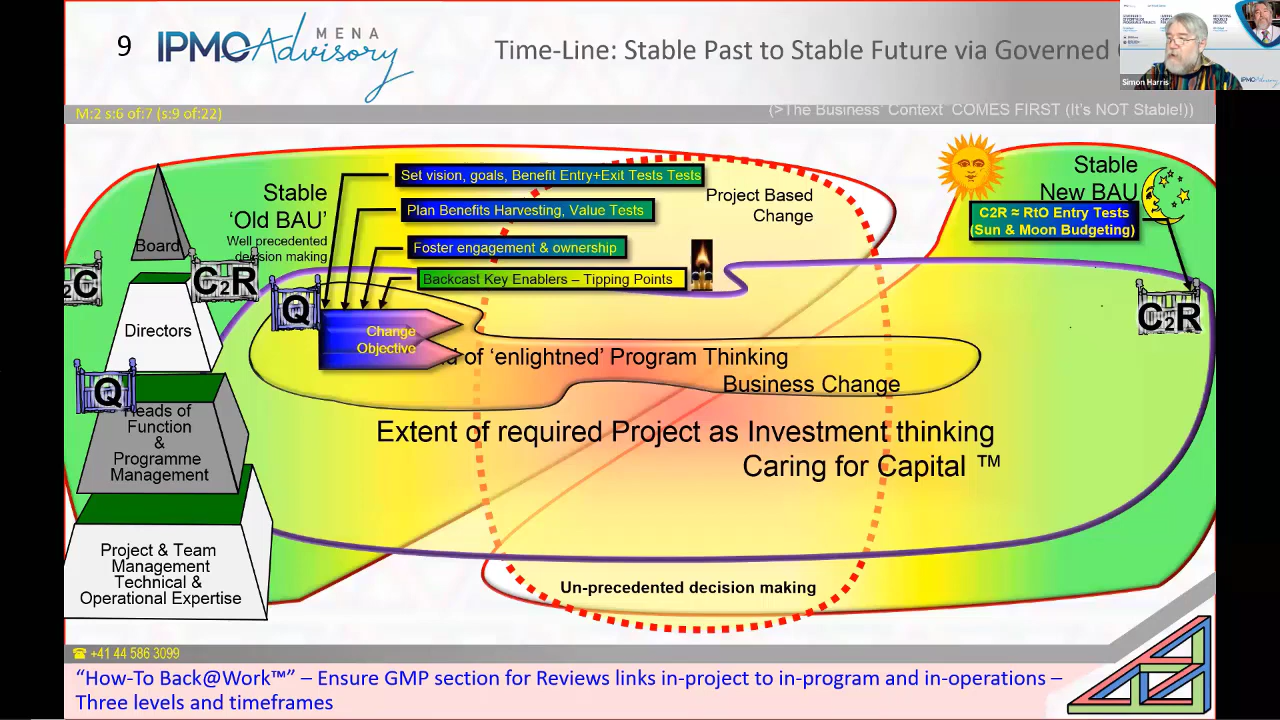 9
MENA
IPMO Advisory
Time-Line: Stable Past to Stable Future via Governed
Simon Harris
M:2 s:6 of:7 (s:9 of:22)
(>The Business' Context COMES FIRST (It's NOT Stable!))
Stable
'Old BAU'
Well precedented
decision making
Set vision, goals, Benefit Entry+Exit Tests Tests
Plan Benefits Harvesting, Value Tests
Foster engagement & ownership
Backcast Key Enablers – Tipping Points
Project Based
Change
Stable
New BAU
C2R ≈ RtO Entry Tests
(Sun & Moon Budgeting)
Board
2C
C2R
Q
C2R
Directors
Change
Objective
of 'enlightned' Program Thinking
Business Change
Q
Heads of
Function
&
Programme
Management
Extent of required Project as Investment thinking
Caring for Capital ™
Project & Team
Management
Technical &
Operational Expertise
Un-precedented decision making
☎ +41 44 586 3099
"How-To Back@Work™" – Ensure GMP section for Reviews links in-project to in-program and in-operations –
Three levels and timeframes